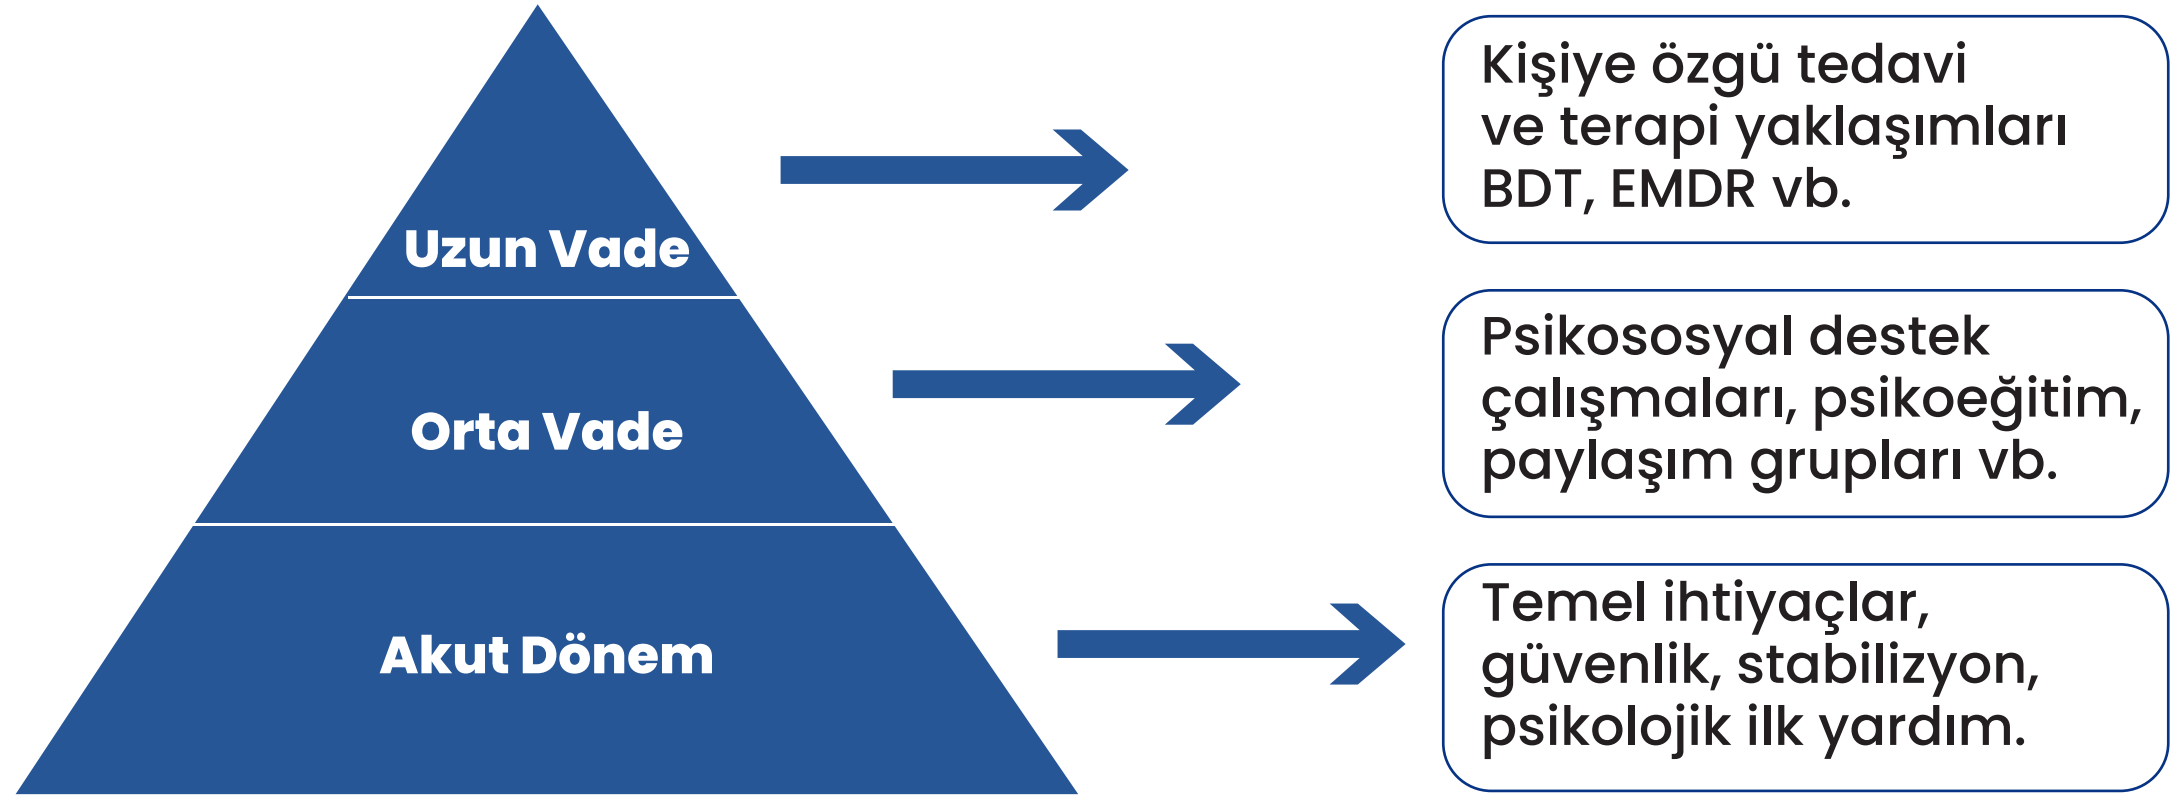 Uzun Vade
Kişiye özgü tedavi
ve terapi yaklaşımları
BDT, EMDR vb.
Orta Vade
Psikososyal destek
çalışmaları, psikoeğitim,
paylaşım grupları vb.
Akut Dönem
Temel ihtiyaçlar,
güvenlik, stabilizyon,
psikolojik ilk yardım.